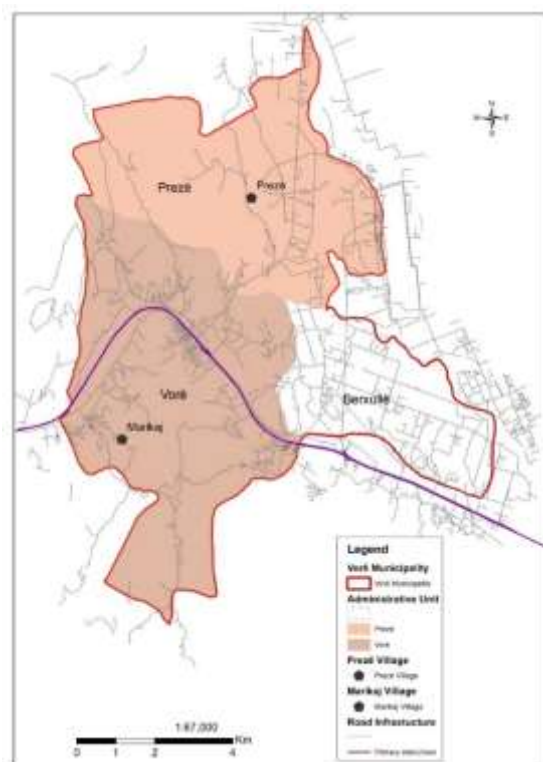 N
Prezë
Prezë
Bërxullë
Vorë
Marikaj
Legend
Vorë Municipality
Vorë Municipality
Administrative Unit
Prezë
Vorë
Prezë Village
Prezë Village
Marikaj Village
Marikaj Village
Road Infrastructure
1:67,000
Km
0 1 2 4